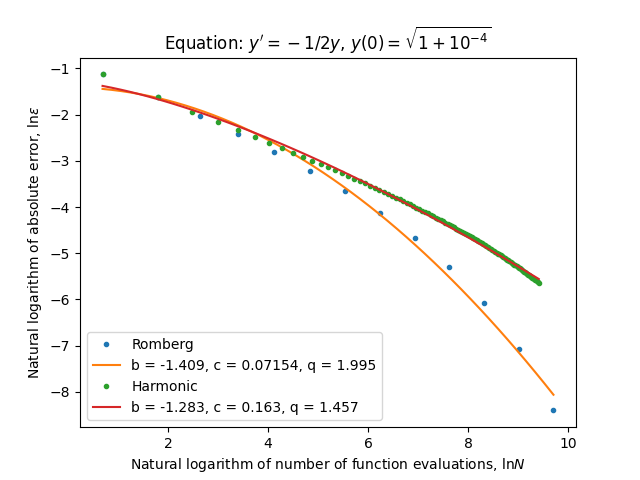 Equation: y′ = −1/2y, y(0) = √(1 + 10⁻⁴)
Natural logarithm of absolute error, lnε
−1
−2
−3
−4
−5
−6
−7
−8
Romberg
b = -1.409, c = 0.07154, q = 1.995
Harmonic
b = -1.283, c = 0.163, q = 1.457
2 4 6 8 10
Natural logarithm of number of function evaluations, lnN